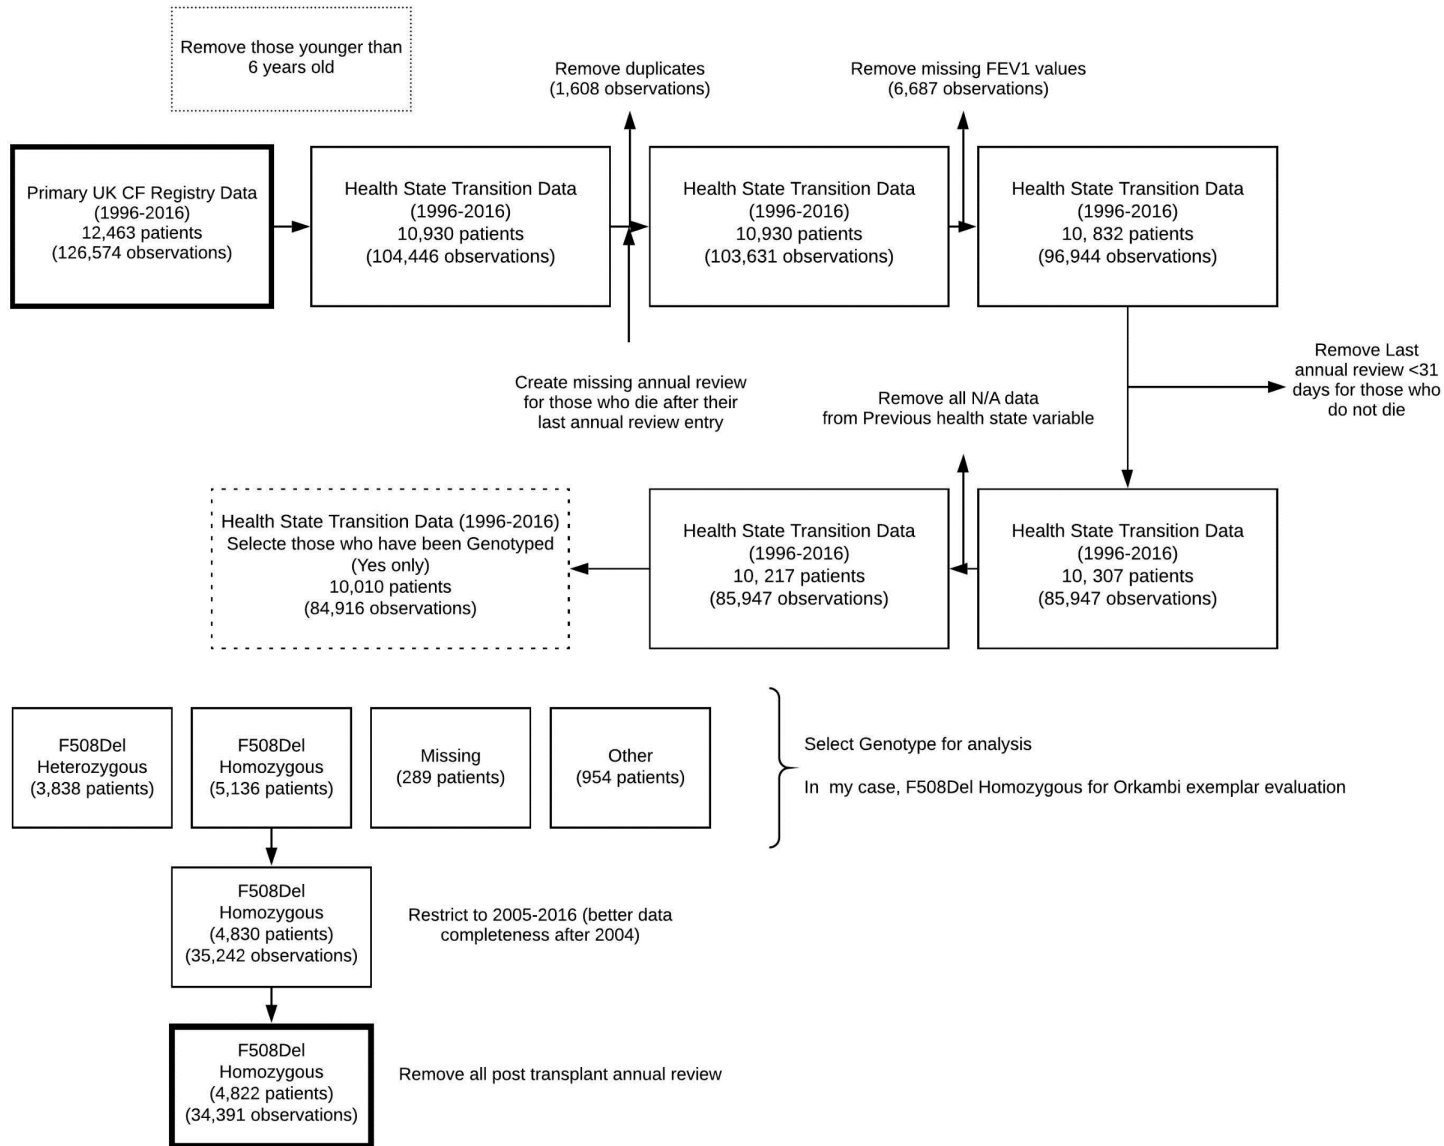 Remove those younger than
6 years old
Remove duplicates
(1,608 observations)
Remove missing FEV1 values
(6,687 observations)
Primary UK CF Registry Data
(1996-2016)
12,463 patients
(126,574 observations)
Health State Transition Data
(1996-2016)
10,930 patients
(104,446 observations)
Health State Transition Data
(1996-2016)
10,930 patients
(103,631 observations)
Health State Transition Data
(1996-2016)
10, 832 patients
(96,944 observations)
Create missing annual review
for those who die after their
last annual review entry
Remove all N/A data
from Previous health state variable
Remove Last
annual review <31
days for those who
do not die
Health State Transition Data (1996-2016)
Selecte those who have been Genotyped
(Yes only)
10,010 patients
(84,916 observations)
Health State Transition Data
(1996-2016)
10, 217 patients
(85,947 observations)
Health State Transition Data
(1996-2016)
10, 307 patients
(85,947 observations)
F508Del
Heterozygous
(3,838 patients)
F508Del
Homozygous
(5,136 patients)
Missing
(289 patients)
Other
(954 patients)
Select Genotype for analysis
In my case, F508Del Homozygous for Orkambi exemplar evaluation
F508Del
Homozygous
(4,830 patients)
(35,242 observations)
Restrict to 2005-2016 (better data
completeness after 2004)
F508Del
Homozygous
(4,822 patients)
(34,391 observations)
Remove all post transplant annual review